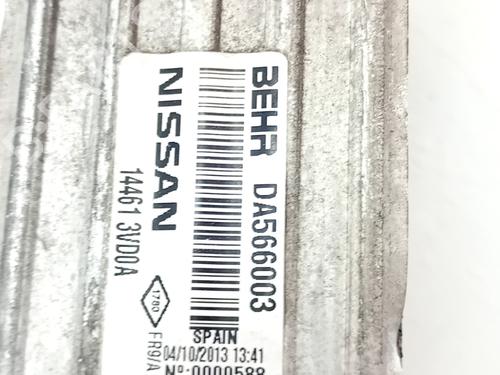 BEHR DA566003
NISSAN
14461 3VD0A
1780
FR9/A
SPAIN
04/10/2013 13:41
Nº:0000588